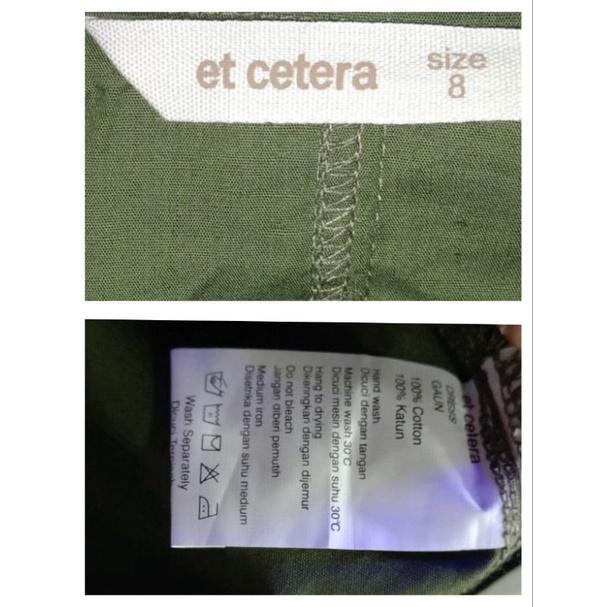 et cetera
size
8
et cetera
DRESS
GAUN
100% Cotton
100% Katun
Hand wash
Dicuci dengan tangan
Machine wash 30°C
Dicuci mesin dengan suhu 30°C
Hang to drying
Dikeringkan dengan dijemur
Do not bleach
Jangan diberi pemutih
Medium iron
Disetrika dengan suhu medium
Wash Separately
Dicuci